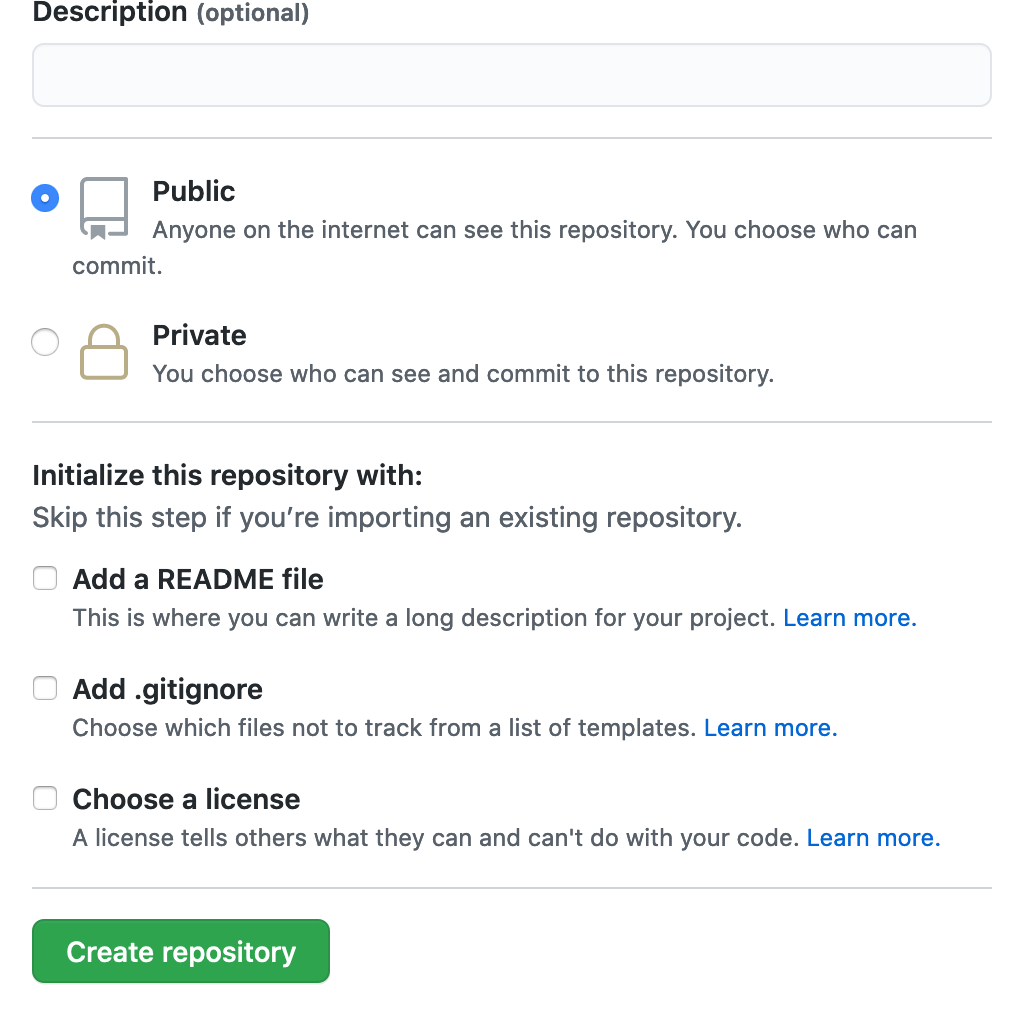 Description (optional)
Public
Anyone on the internet can see this repository. You choose who can
commit.
Private
You choose who can see and commit to this repository.
Initialize this repository with:
Skip this step if you’re importing an existing repository.
Add a README file
This is where you can write a long description for your project. Learn more.
Add .gitignore
Choose which files not to track from a list of templates. Learn more.
Choose a license
A license tells others what they can and can't do with your code. Learn more.
Create repository